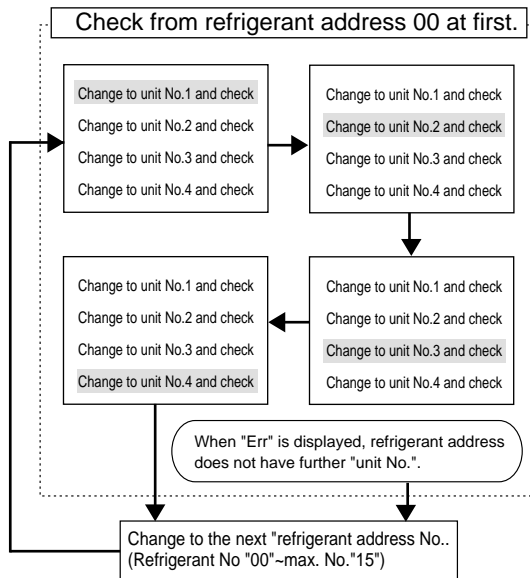 Check from refrigerant address 00 at first.
Change to unit No.1 and check
Change to unit No.2 and check
Change to unit No.3 and check
Change to unit No.4 and check
Change to unit No.1 and check
Change to unit No.2 and check
Change to unit No.3 and check
Change to unit No.4 and check
Change to unit No.1 and check
Change to unit No.2 and check
Change to unit No.3 and check
Change to unit No.4 and check
Change to unit No.1 and check
Change to unit No.2 and check
Change to unit No.3 and check
Change to unit No.4 and check
When "Err" is displayed, refrigerant address
does not have further "unit No.".
Change to the next "refrigerant address No..
(Refrigerant No "00"~max. No."15")